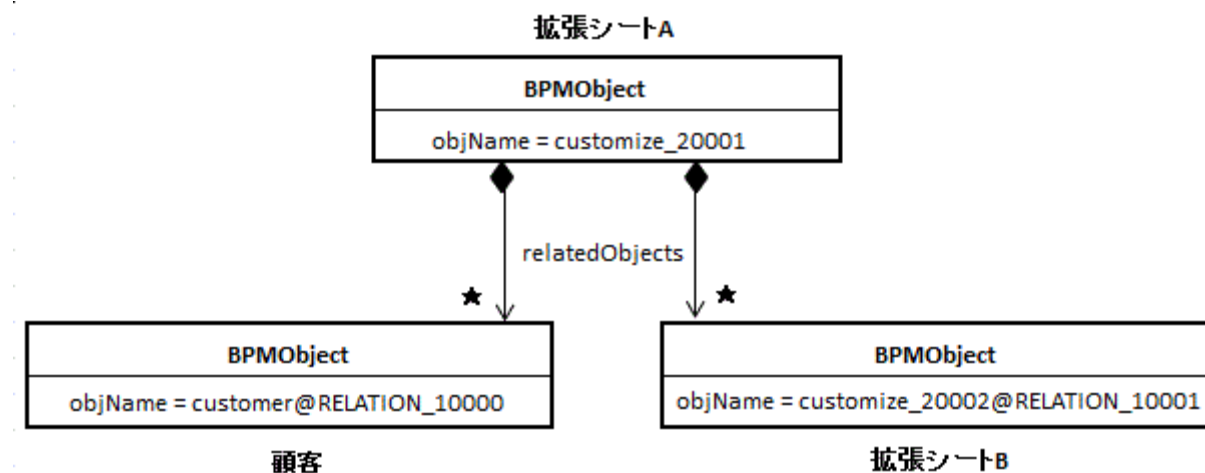 拡張シートA
BPMObject
objName = customize_20001
relatedObjects
★ ★
BPMObject
objName = customer@RELATION_10000
顧客
BPMObject
objName = customize_20002@RELATION_10001
拡張シートB